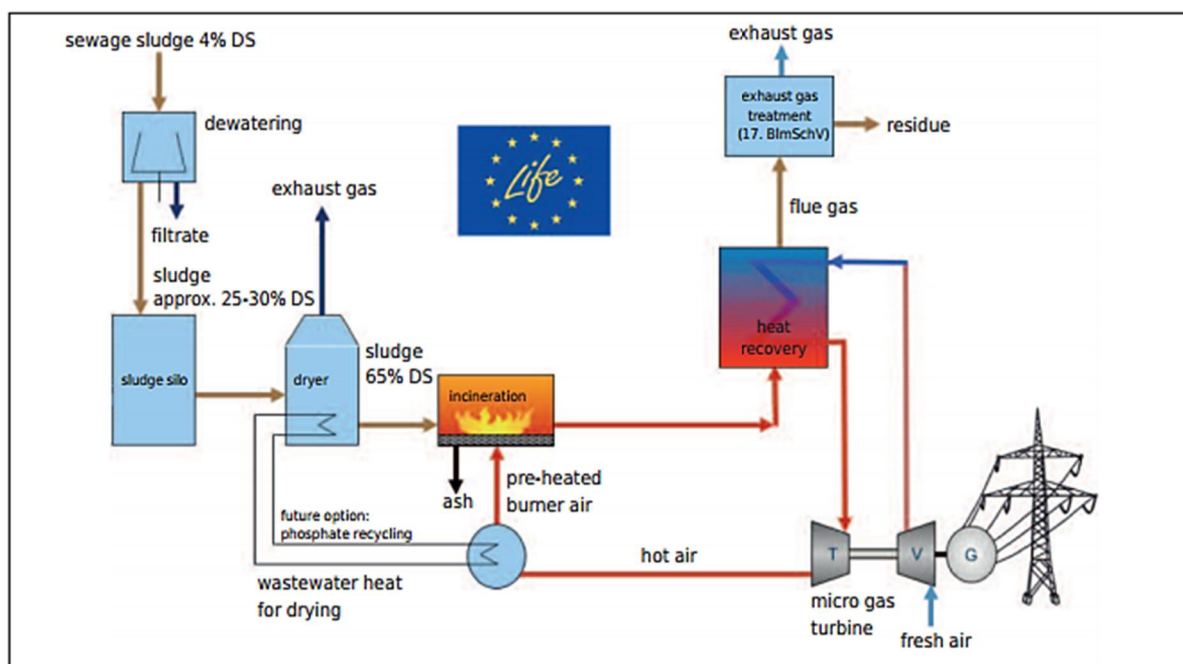 sewage sludge 4% DS
dewatering
filtrate
sludge
approx. 25-30% DS
sludge silo
exhaust gas
dryer
sludge
65% DS
incineration
ash
pre-heated
burner air
future option:
phosphate recycling
wastewater heat
for drying
Life
exhaust gas
exhaust gas
treatment
(17. BImSchV)
residue
flue gas
heat
recovery
hot air
T
V
G
micro gas
turbine
fresh air